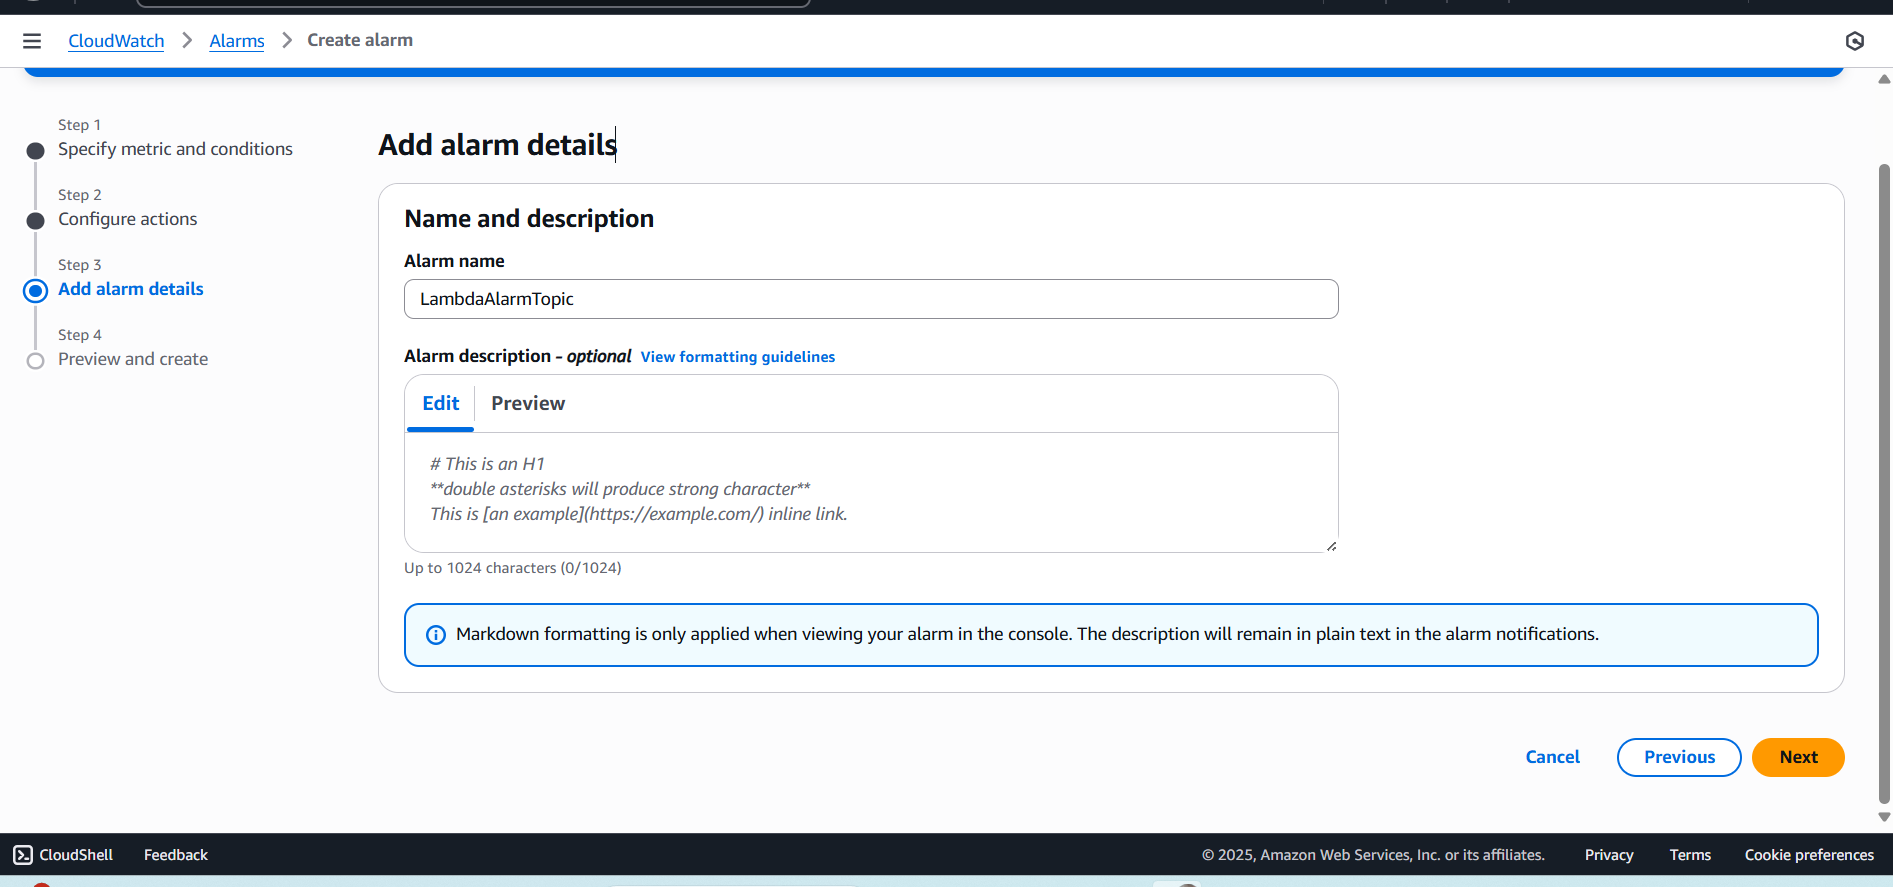 CloudWatch > Alarms > Create alarm
Step 1
Specify metric and conditions
Step 2
Configure actions
Step 3
Add alarm details
Step 4
Preview and create
Add alarm details
Name and description
Alarm name
LambdaAlarmTopic
Alarm description - optional View formatting guidelines
Edit Preview
# This is an H1
**double asterisks will produce strong character**
This is [an example](https://example.com/) inline link.
Up to 1024 characters (0/1024)
Markdown formatting is only applied when viewing your alarm in the console. The description will remain in plain text in the alarm notifications.
Cancel Previous Next
CloudShell Feedback © 2025, Amazon Web Services, Inc. or its affiliates. Privacy Terms Cookie preferences